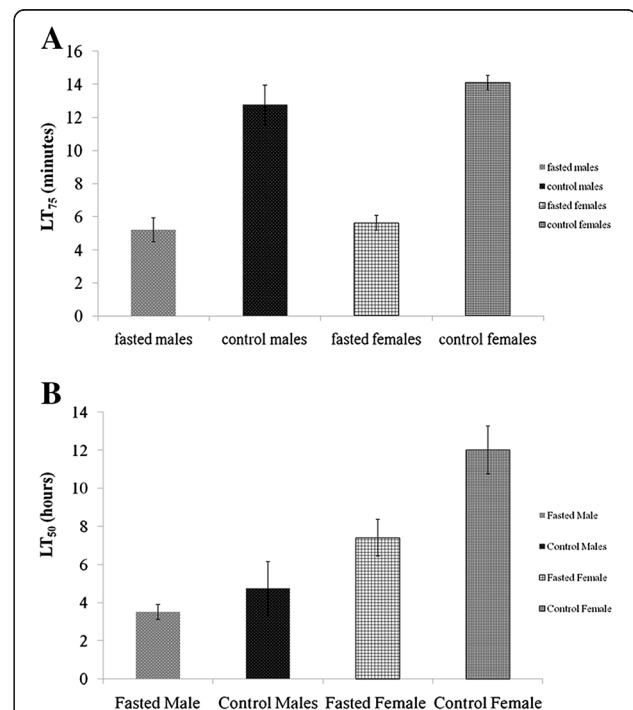 A
LT75 (minutes)
16
14
12
10
8
6
4
2
0
fasted males
control males
fasted females
control females
fasted males control males fasted females control females
B
LT50 (hours)
14
12
10
8
6
4
2
0
Fasted Male
Control Males
Fasted Female
Control Female
Fasted Male Control Males Fasted Female Control Female